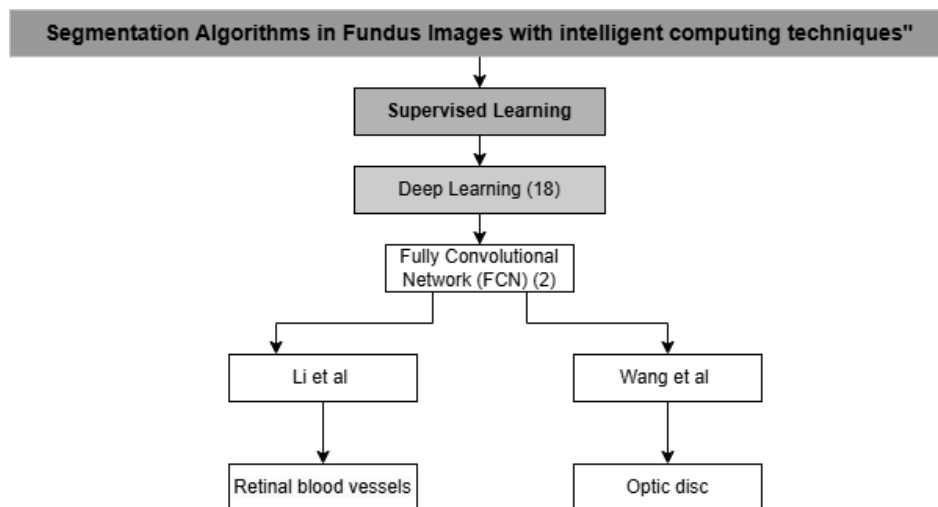 Segmentation Algorithms in Fundus Images with intelligent computing techniques"
Supervised Learning
Deep Learning (18)
Fully Convolutional
Network (FCN) (2)
Li et al
Wang et al
Retinal blood vessels
Optic disc